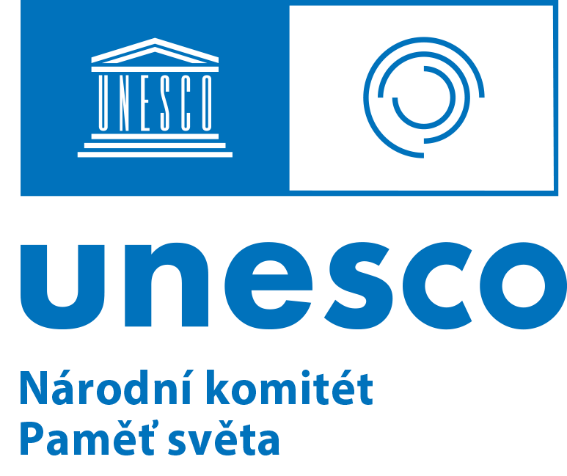 UNESCO
unesco
Národní komitét
Paměť světa